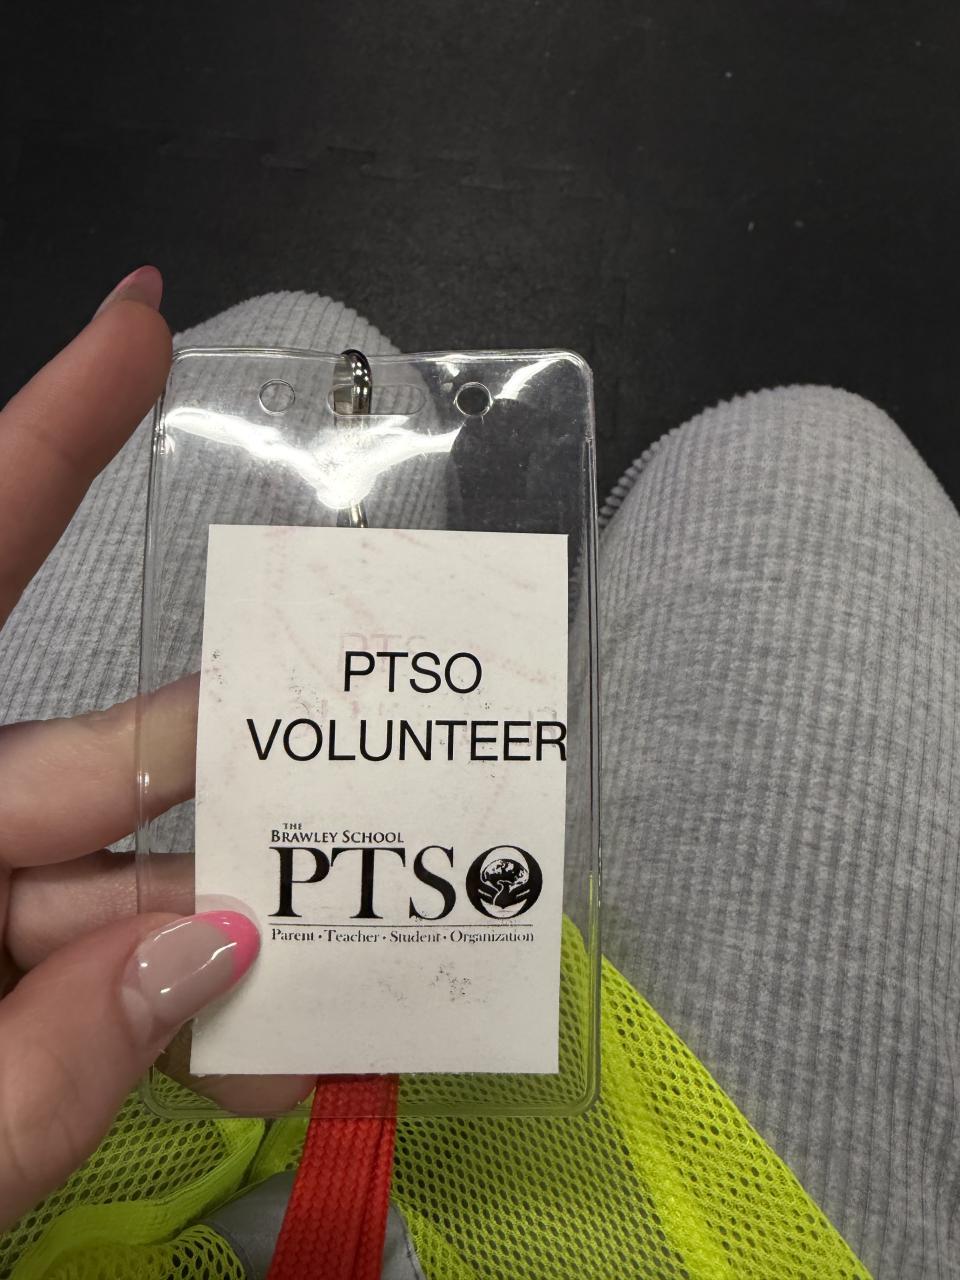 PTSO
VOLUNTEER
THE
BRAWLEY SCHOOL
PTSO
Parent • Teacher • Student • Organization